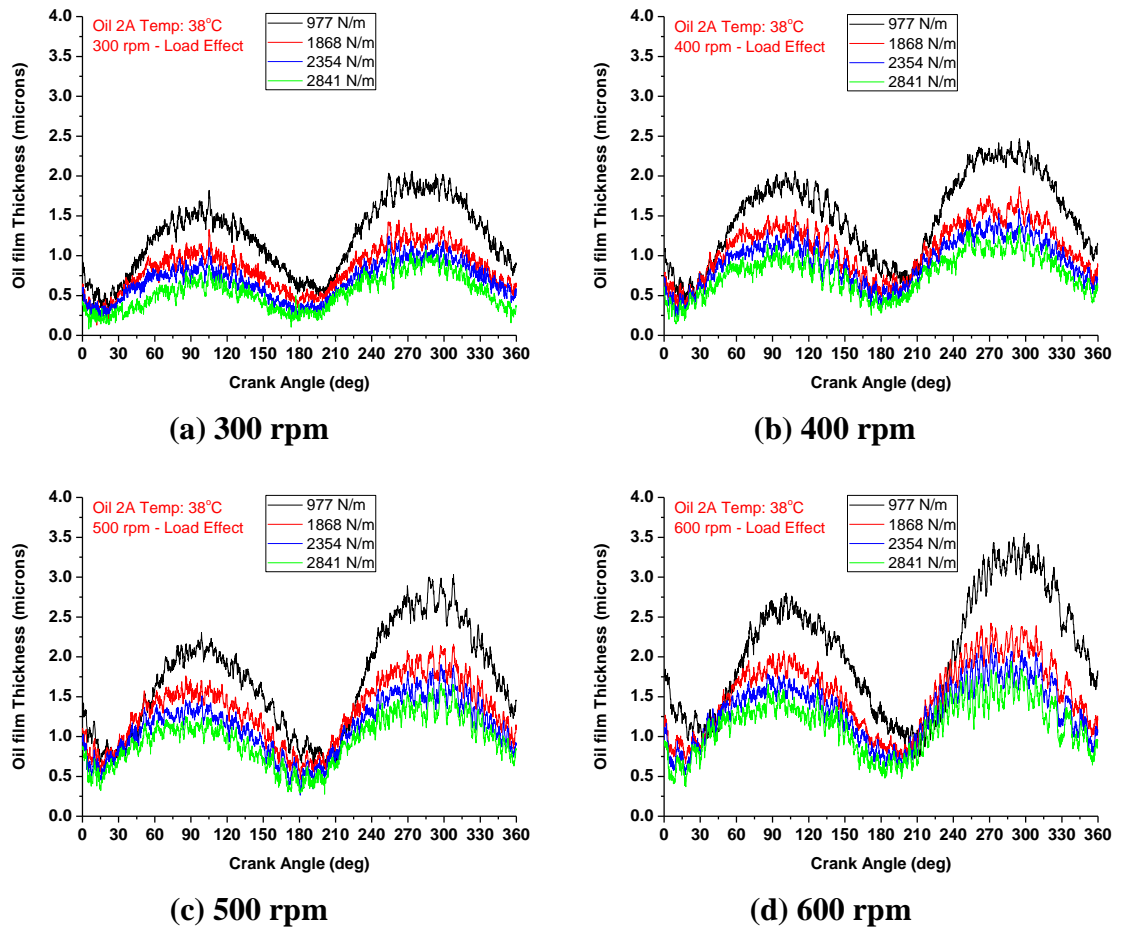 Oil 2A Temp: 38°C
300 rpm - Load Effect
977 N/m
1868 N/m
2354 N/m
2841 N/m
Oil film Thickness (microns)
4.0
3.5
3.0
2.5
2.0
1.5
1.0
0.5
0.0
0 30 60 90 120 150 180 210 240 270 300 330 360
Crank Angle (deg)
(a) 300 rpm
Oil 2A Temp: 38°C
400 rpm - Load Effect
977 N/m
1868 N/m
2354 N/m
2841 N/m
Oil film Thickness (microns)
4.0
3.5
3.0
2.5
2.0
1.5
1.0
0.5
0.0
0 30 60 90 120 150 180 210 240 270 300 330 360
Crank Angle (deg)
(b) 400 rpm
Oil 2A Temp: 38°C
500 rpm - Load Effect
977 N/m
1868 N/m
2354 N/m
2841 N/m
Oil film Thickness (microns)
4.0
3.5
3.0
2.5
2.0
1.5
1.0
0.5
0.0
0 30 60 90 120 150 180 210 240 270 300 330 360
Crank Angle (deg)
(c) 500 rpm
Oil 2A Temp: 38°C
600 rpm - Load Effect
977 N/m
1868 N/m
2354 N/m
2841 N/m
Oil film Thickness (microns)
4.0
3.5
3.0
2.5
2.0
1.5
1.0
0.5
0.0
0 30 60 90 120 150 180 210 240 270 300 330 360
Crank Angle (deg)
(d) 600 rpm